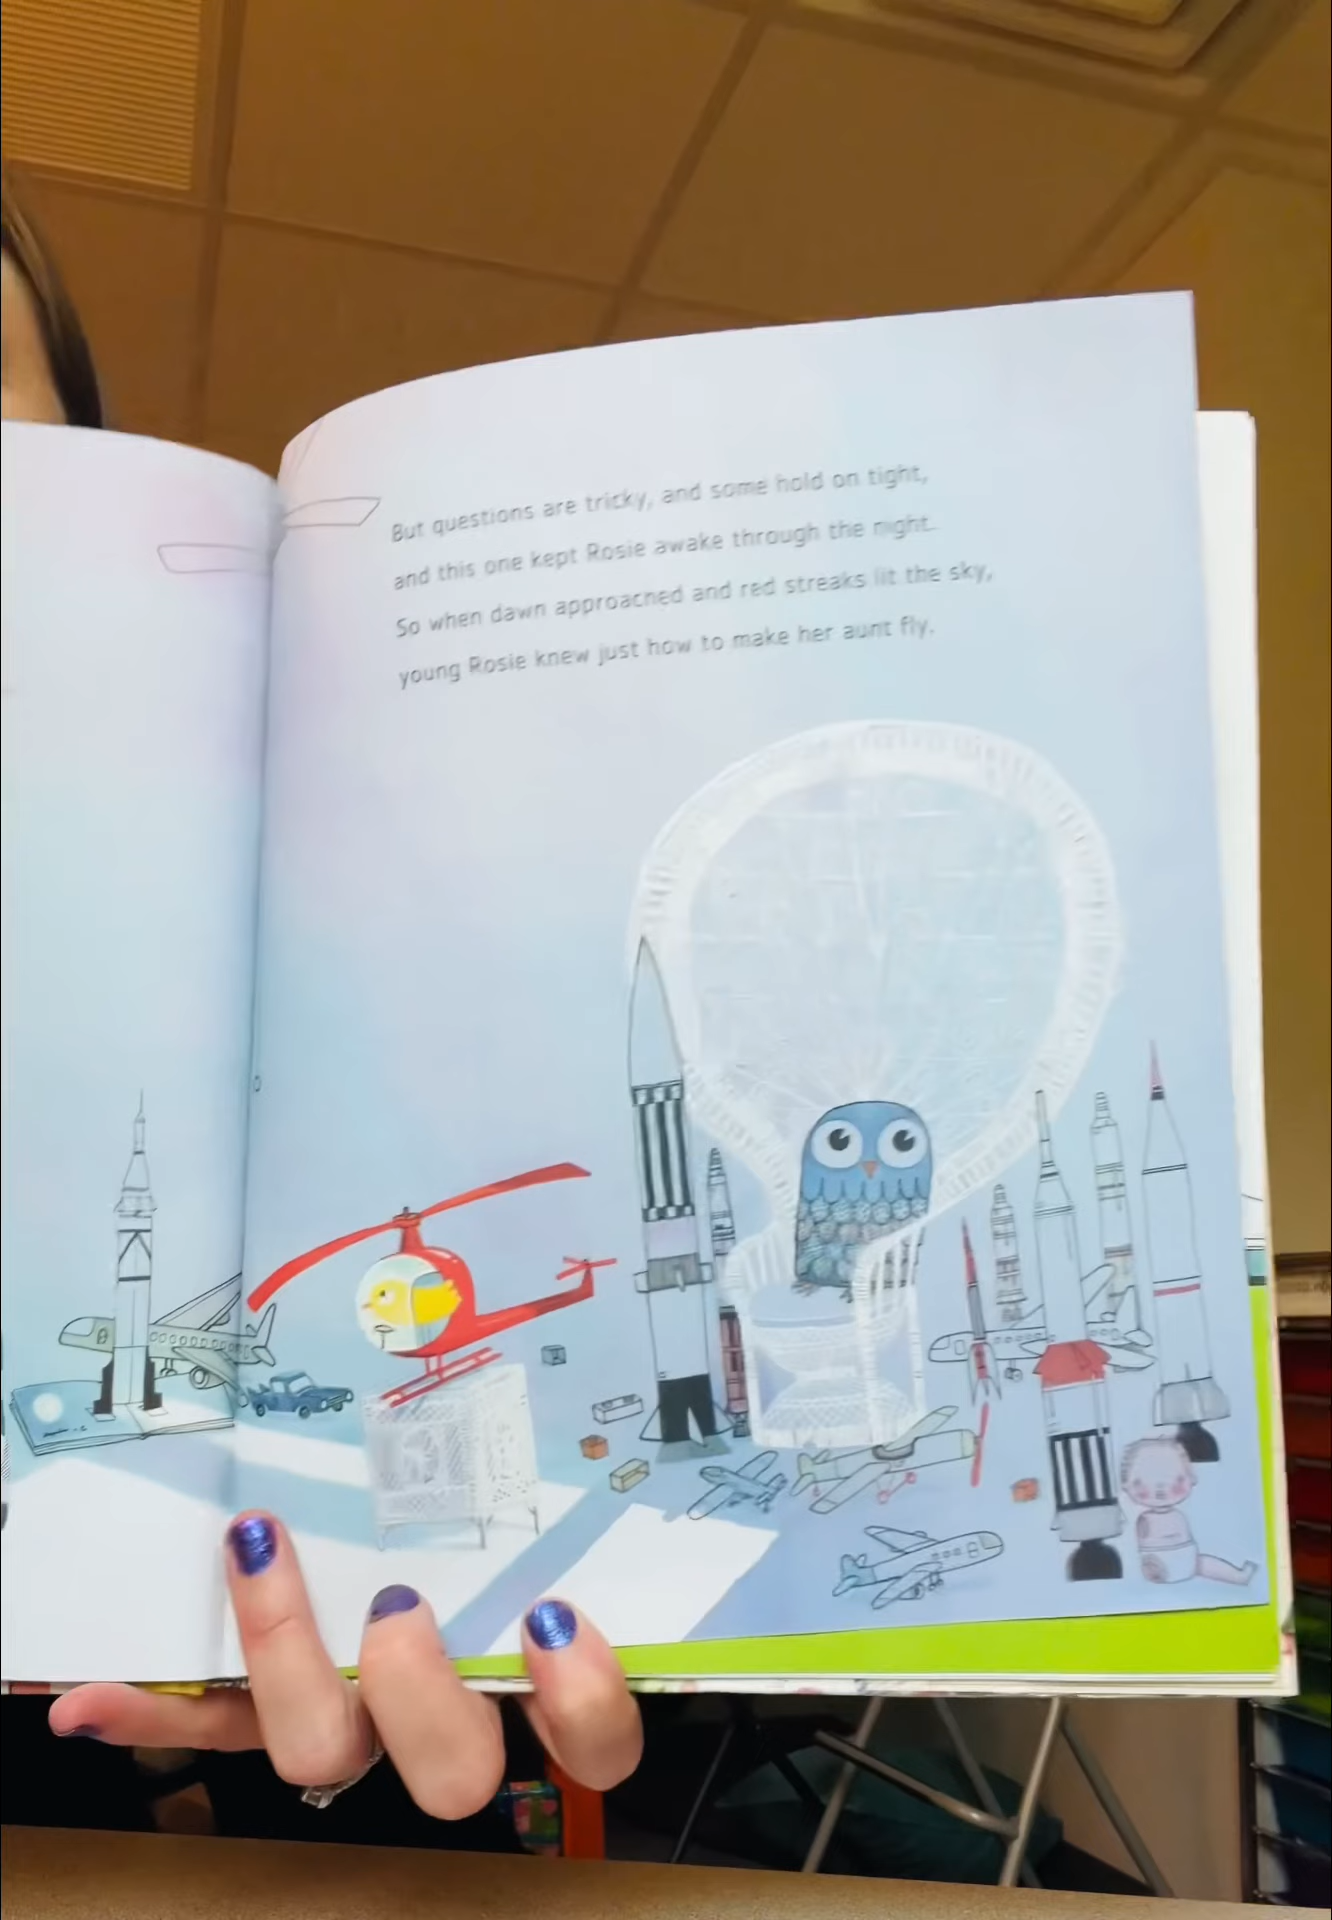 But questions are tricky, and some hold on tight,
and this one kept Rosie awake through the night.
So when dawn approached and red streaks lit the sky,
young Rosie knew just how to make her aunt fly.